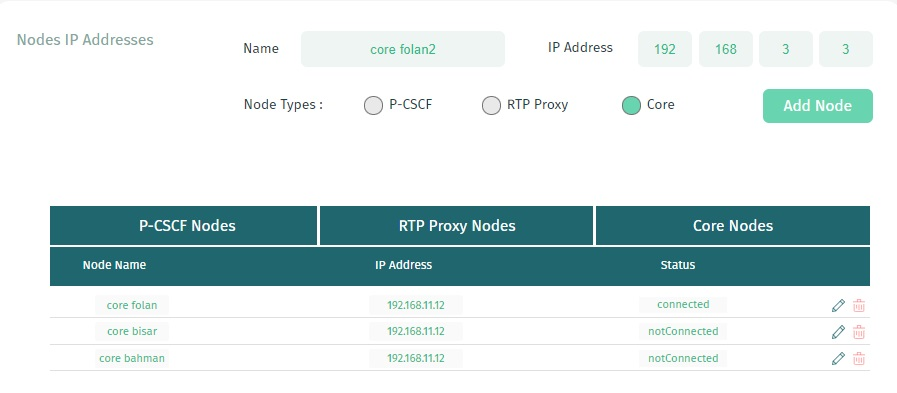 Nodes IP Addresses
Name core folan2 IP Address 192 168 3 3
Node Types : P-CSCF RTP Proxy Core Add Node
P-CSCF Nodes RTP Proxy Nodes Core Nodes
Node Name IP Address Status
core folan 192.168.11.12 connected
core bisar 192.168.11.12 notConnected
core bahman 192.168.11.12 notConnected